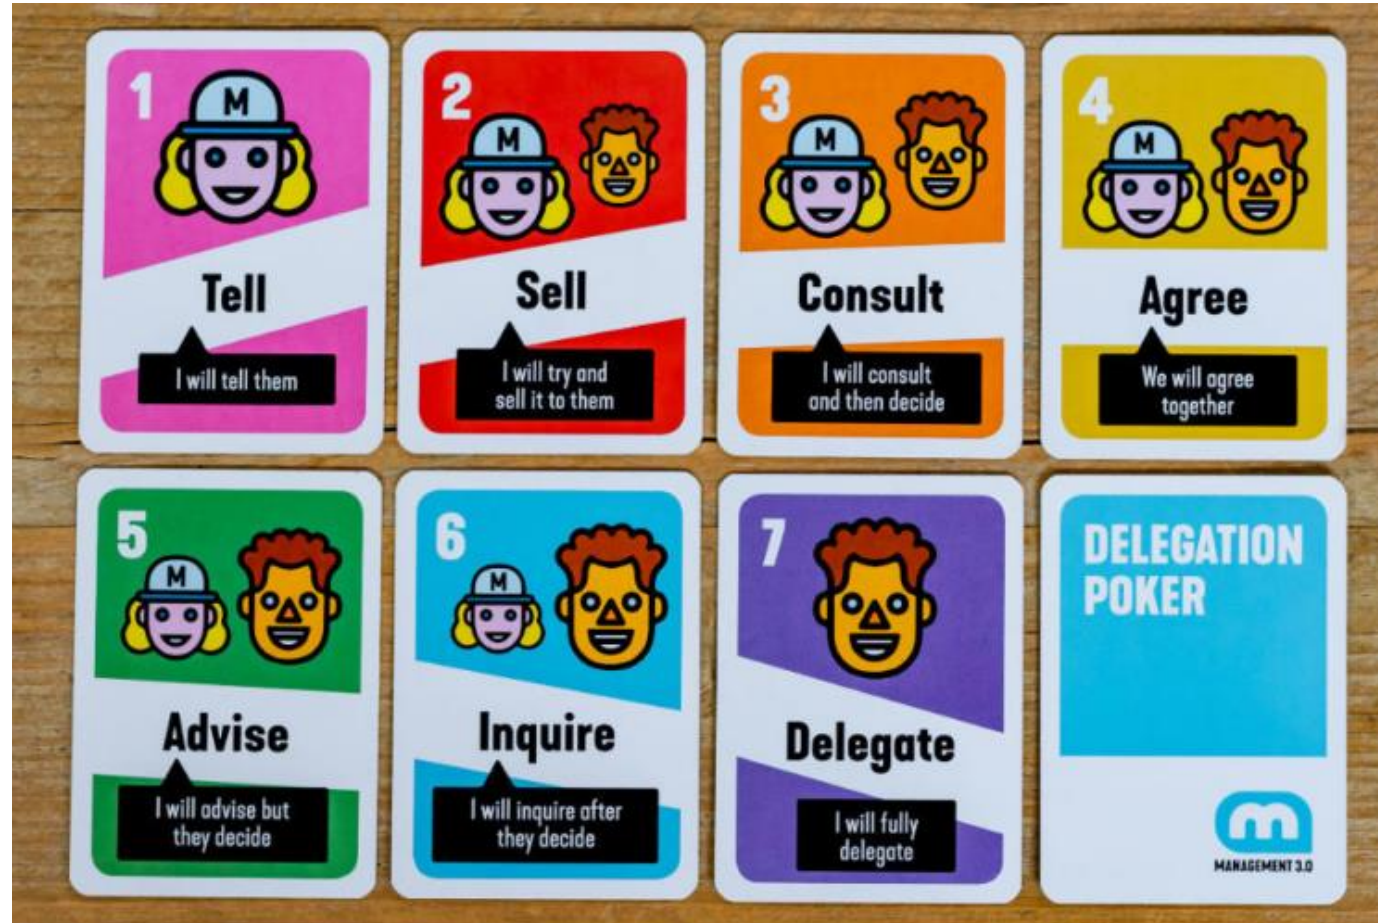 1
M
Tell
I will tell them
2
M
Sell
I will try and
sell it to them
3
M
Consult
I will consult
and then decide
4
M
Agree
We will agree
together
5
M
Advise
I will advise but
they decide
6
M
Inquire
I will inquire after
they decide
7
Delegate
I will fully
delegate
DELEGATION
POKER
m
MANAGEMENT 3.0